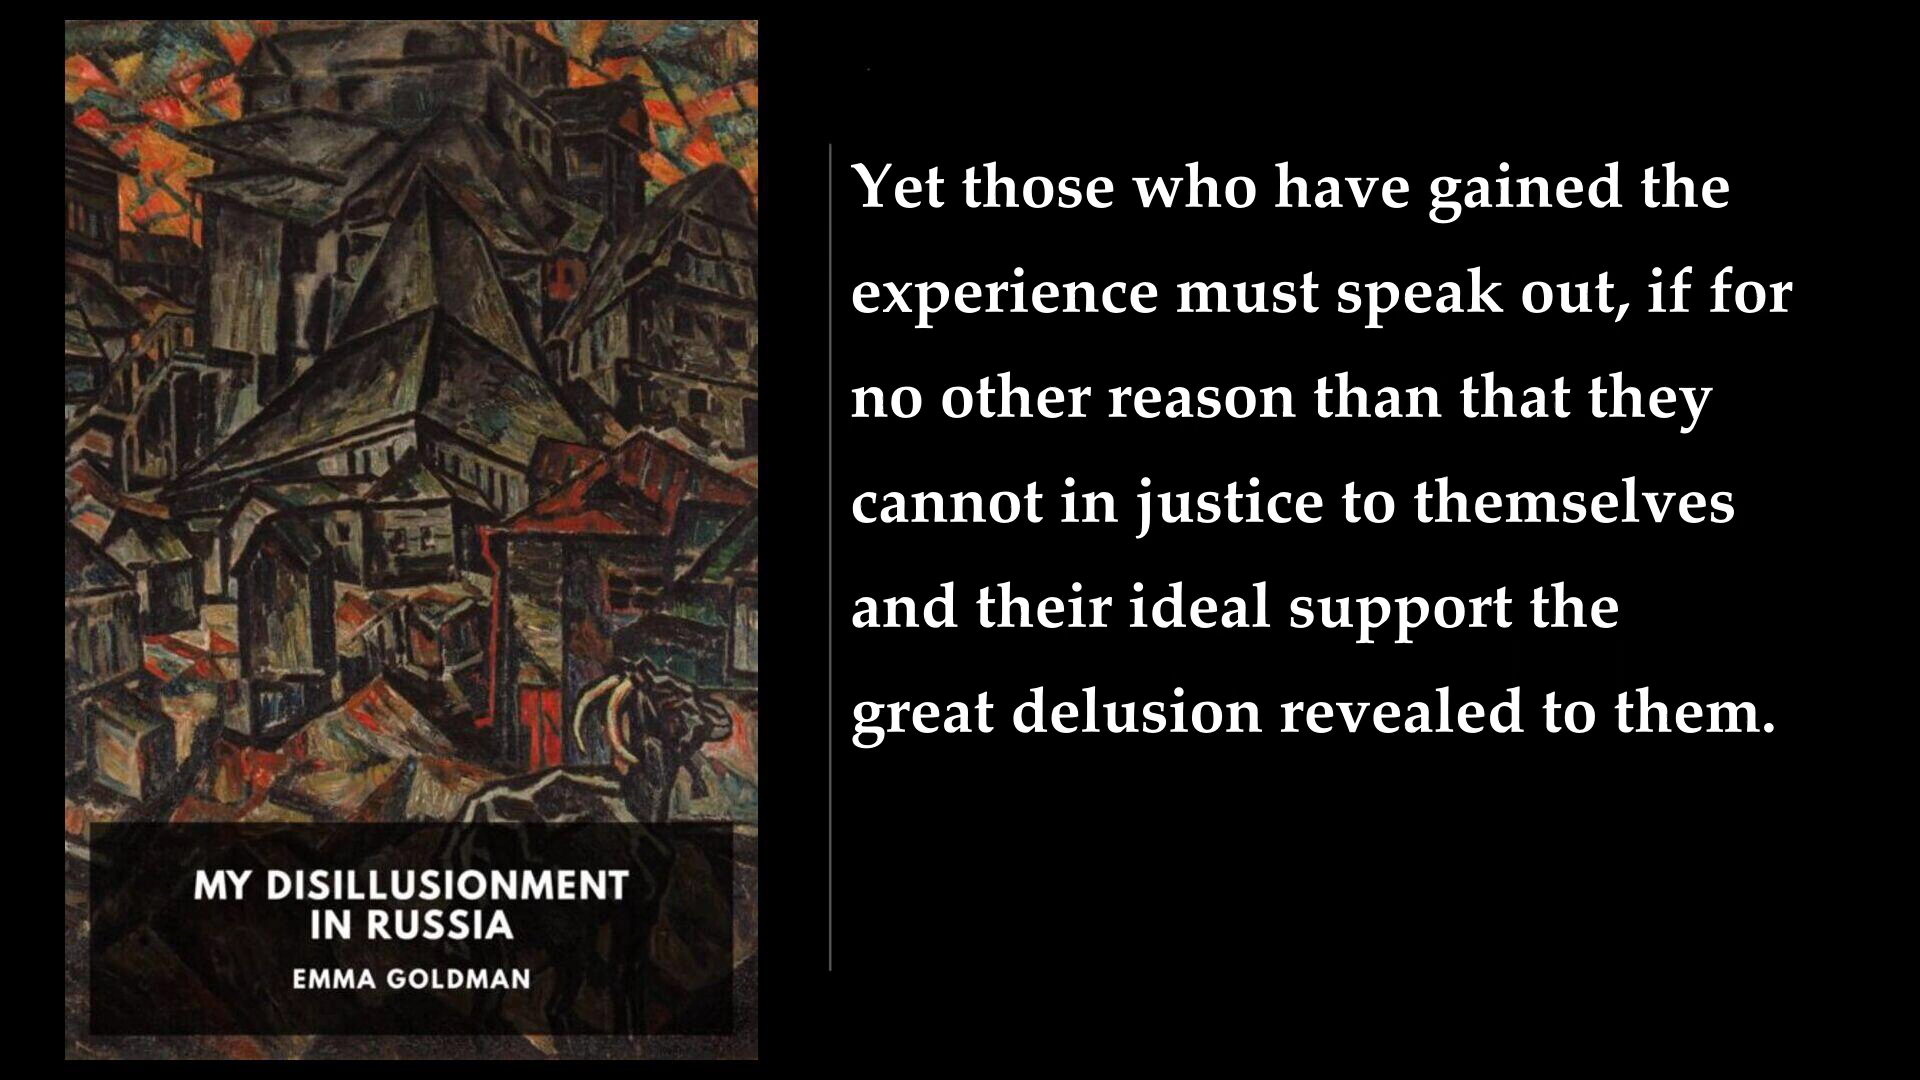 Yet those who have gained the
experience must speak out, if for
no other reason than that they
cannot in justice to themselves
and their ideal support the
great delusion revealed to them.
MY DISILLUSIONMENT
IN RUSSIA
EMMA GOLDMAN